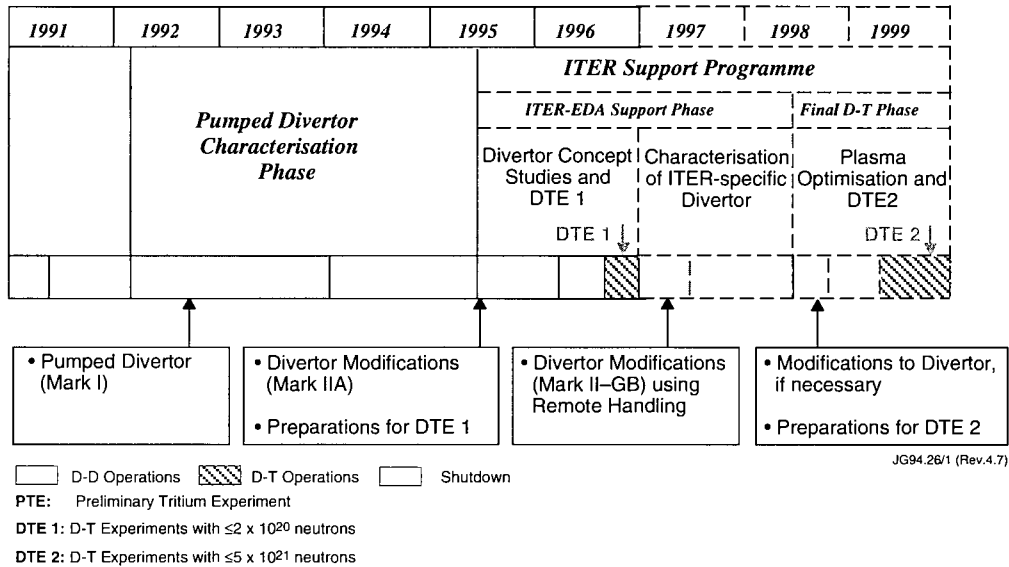 1991 1992 1993 1994 1995 1996 1997 1998 1999
ITER Support Programme
ITER-EDA Support Phase Final D-T Phase
Pumped Divertor
Characterisation
Phase
Divertor Concept
Studies and
DTE 1
Characterisation
of ITER-specific
Divertor
Plasma
Optimisation and
DTE2
DTE 1
DTE 2
• Pumped Divertor
(Mark I)
• Divertor Modifications
(Mark IIA)
• Preparations for DTE 1
• Divertor Modifications
(Mark II–GB) using
Remote Handling
• Modifications to Divertor,
if necessary
• Preparations for DTE 2
JG94.26/1 (Rev.4.7)
D-D Operations D-T Operations Shutdown
PTE: Preliminary Tritium Experiment
DTE 1: D-T Experiments with ≤2 x 10²⁰ neutrons
DTE 2: D-T Experiments with ≤5 x 10²¹ neutrons